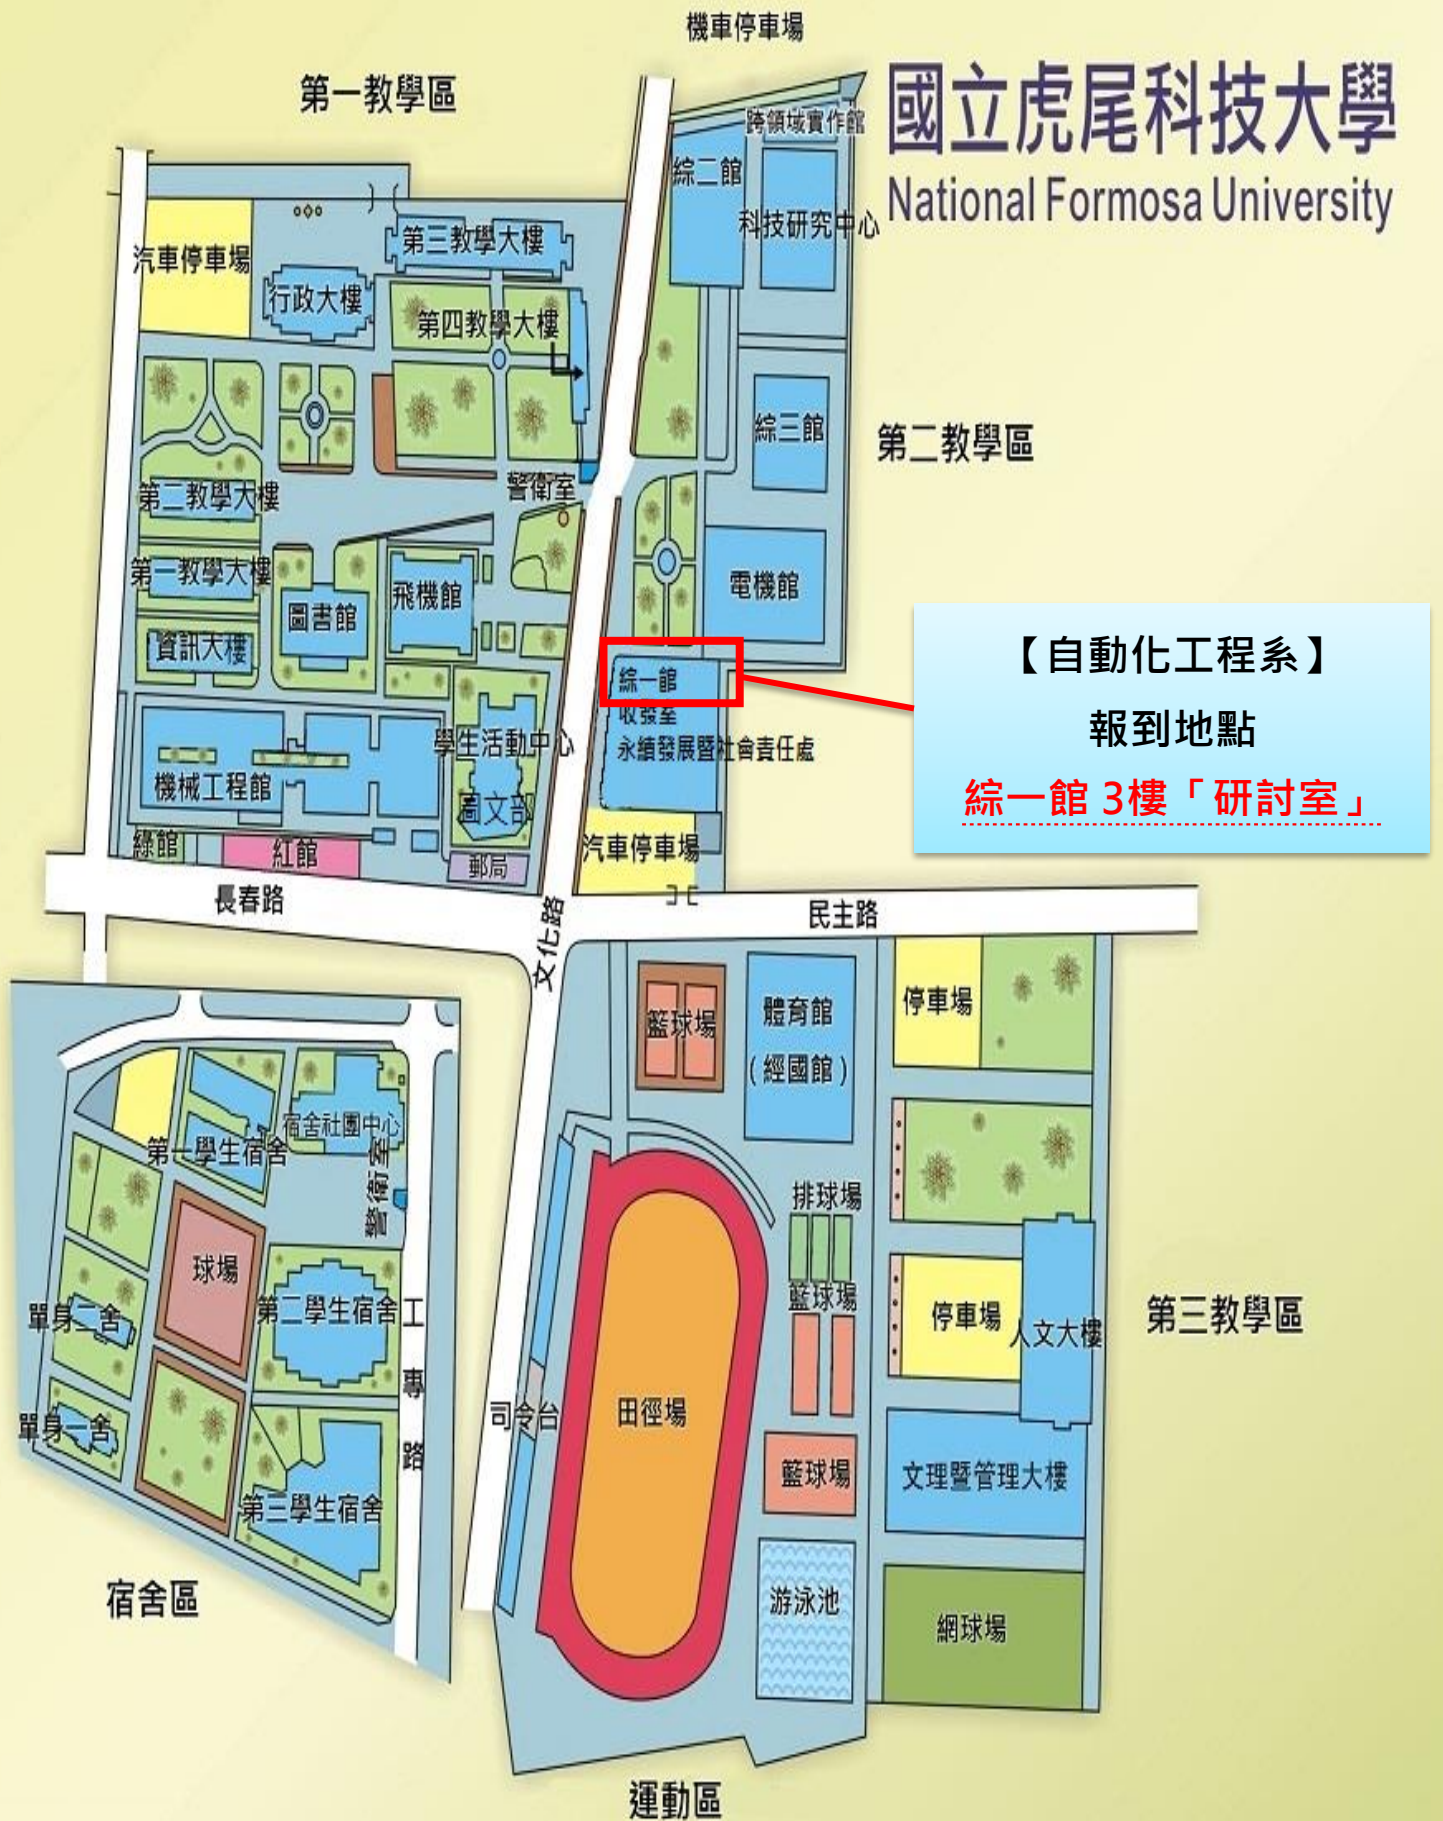 機車停車場
國立虎尾科技大學
National Formosa University
第一教學區
跨領域實作館
綜二館
科技研究中心
汽車停車場
第三教學大樓
行政大樓
第四教學大樓
綜三館
第二教學區
第二教學大樓
警衛室
第一教學大樓
圖書館
飛機館
電機館
資訊大樓
綜一館
收發室
永續發展暨社會責任處
【自動化工程系】
報到地點
綜一館 3樓「研討室」
學生活動中心
機械工程館
圖文部
綠館
紅館
郵局
汽車停車場
長春路
文化路
民主路
籃球場
體育館
(經國館)
停車場
宿舍社團中心
第一學生宿舍
警衛室
排球場
球場
第二學生宿舍
工專路
籃球場
停車場
人文大樓
第三教學區
單身二舍
單身一舍
司令台
田徑場
籃球場
文理暨管理大樓
第三學生宿舍
游泳池
網球場
宿舍區
運動區